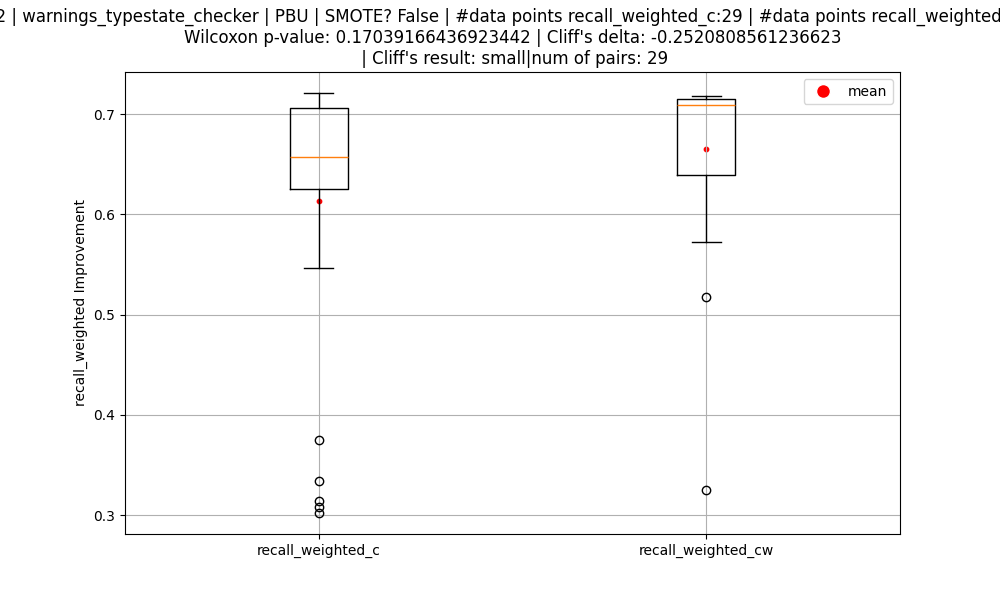 2 | warnings_typestate_checker | PBU | SMOTE? False | #data points recall_weighted_c:29 | #data points recall_weighted
Wilcoxon p-value: 0.17039166436923442 | Cliff's delta: -0.2520808561236623
| Cliff's result: small|num of pairs: 29
mean
0.7
0.6
0.5
0.4
0.3
recall_weighted Improvement
recall_weighted_c
recall_weighted_cw